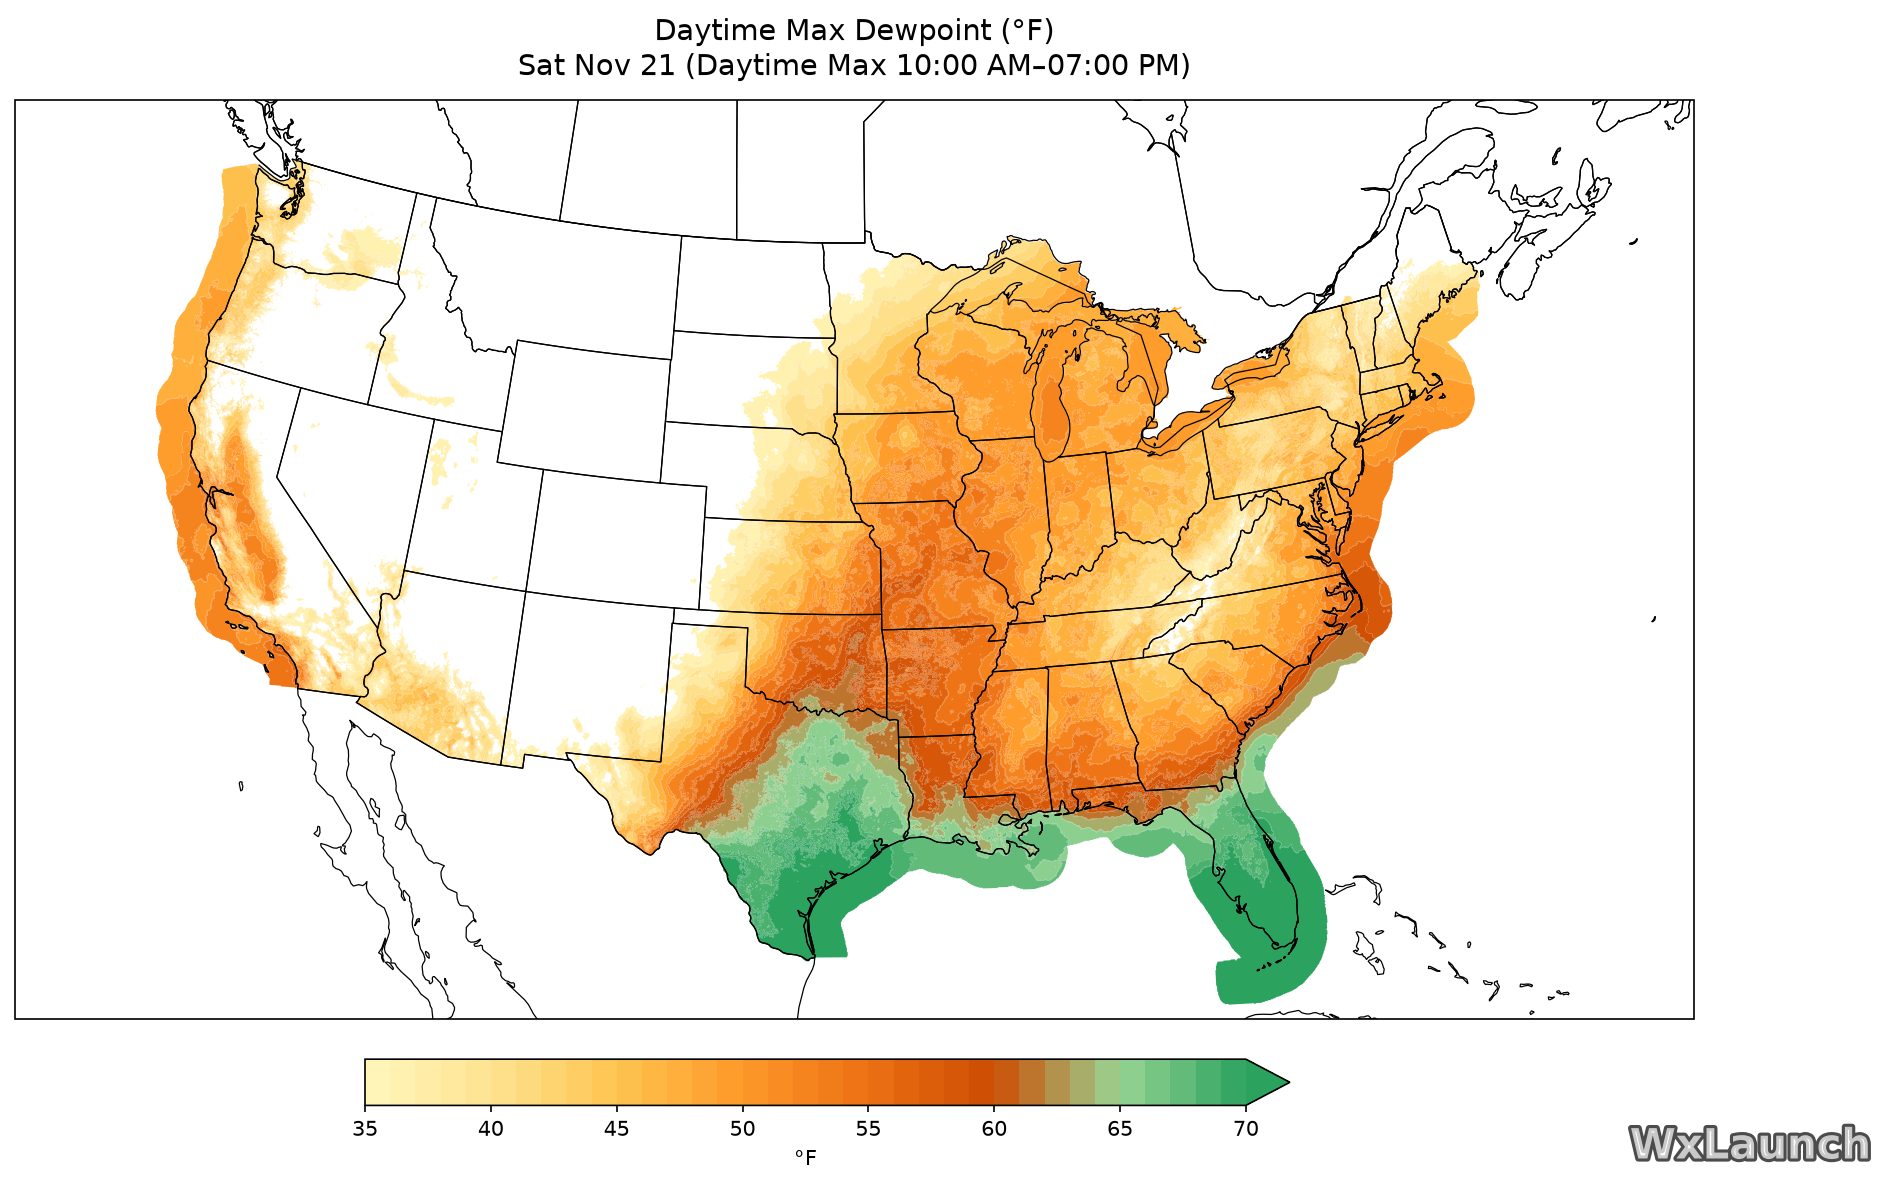 Daytime Max Dewpoint (°F)
Sat Nov 21 (Daytime Max 10:00 AM–07:00 PM)
35 40 45 50 55 60 65 70
°F
WxLaunch